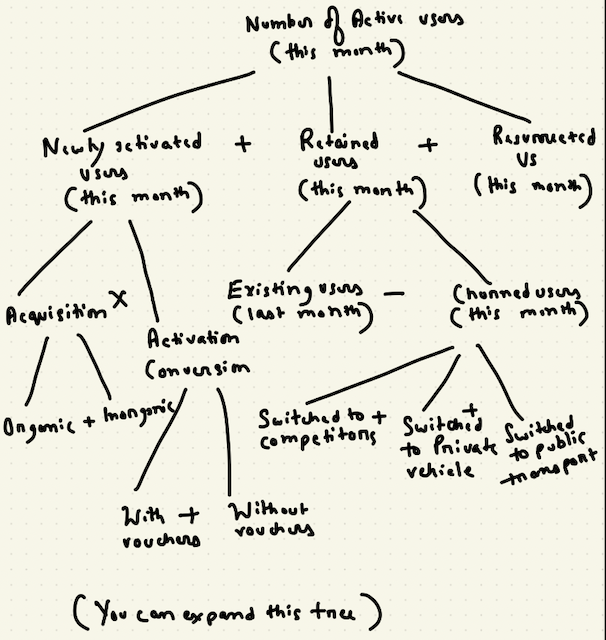 Number of Active users
(this month)
Newly activated
users
(this month)
+
Retained
users
(this month)
+
Resurrected
Us
(this month)
Acquisition X
Activation
Conversion
Existing users
(last month)
-
Churned users
(this month)
Organic + Inorganic
Switched to +
competitors
Switched +
to Private
vehicle
Switched
to public
transport
With +
vouchers
Without
vouchers
(You can expand this tree)